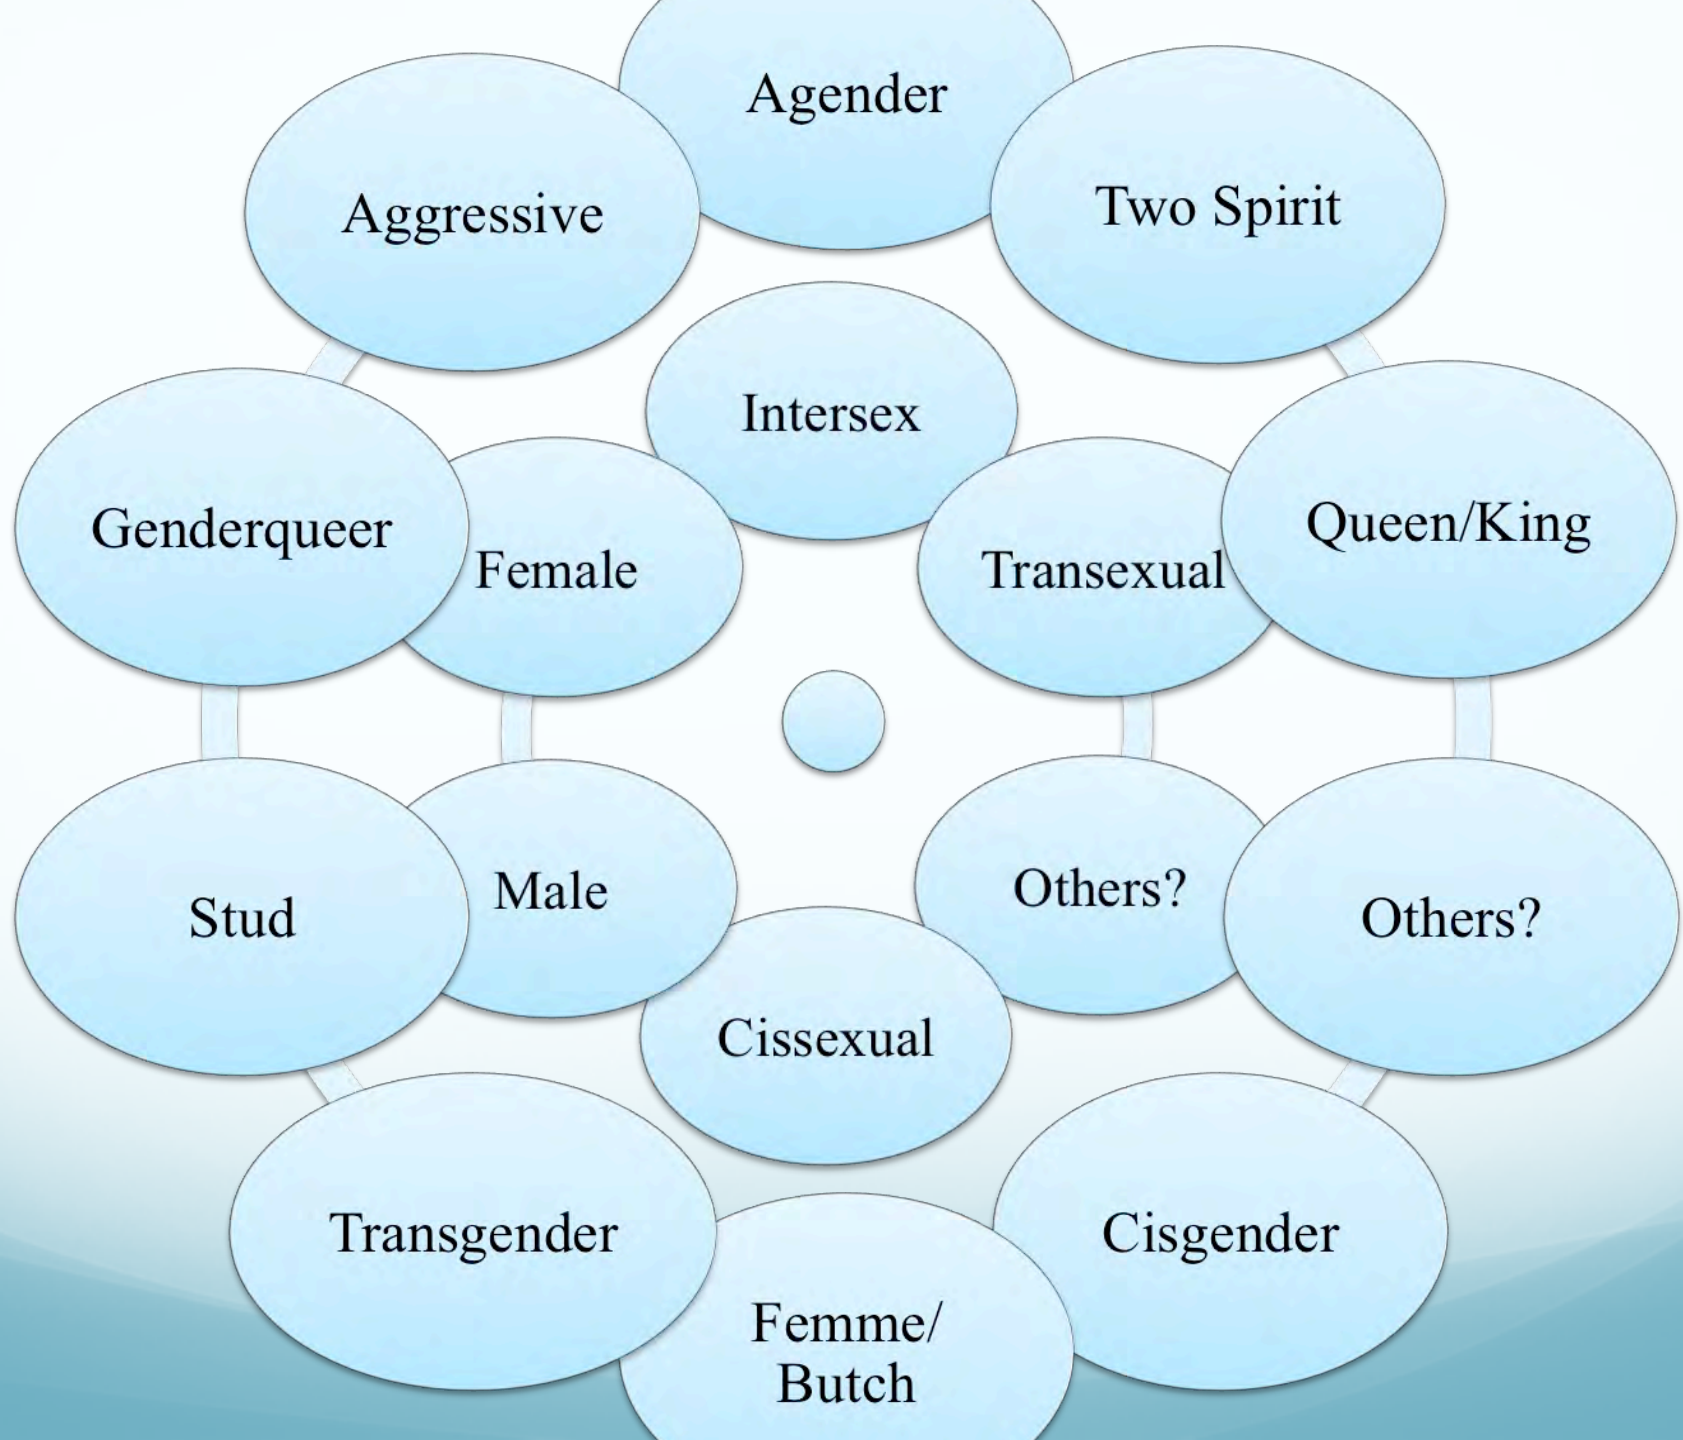 Agender
Aggressive
Two Spirit
Intersex
Genderqueer
Female
Transexual
Queen/King
Stud
Male
Others?
Others?
Cissexual
Transgender
Cisgender
Femme/
Butch